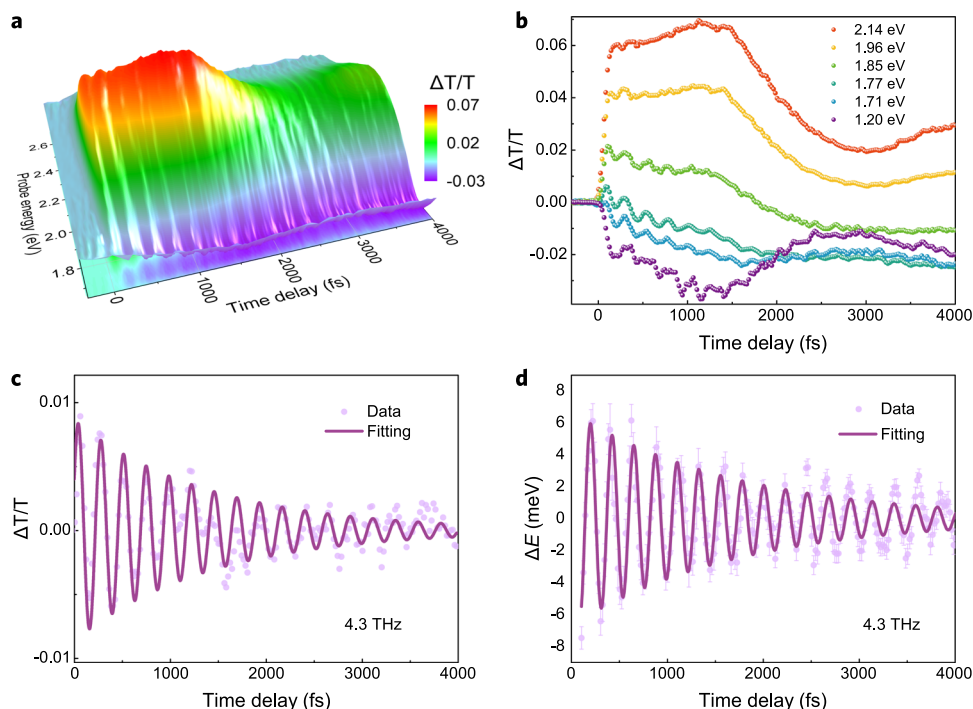 a
ΔT/T
0.07
0.02
-0.03
Probe energy (eV)
2.6
2.4
2.2
2.0
1.8
0
1000
2000
3000
4000
Time delay (fs)
b
ΔT/T
0.06
0.04
0.02
0.00
-0.02
2.14 eV
1.96 eV
1.85 eV
1.77 eV
1.71 eV
1.20 eV
0 1000 2000 3000 4000
Time delay (fs)
c
ΔT/T
0.01
0.00
-0.01
Data
Fitting
4.3 THz
0 1000 2000 3000 4000
Time delay (fs)
d
ΔE (meV)
8
6
4
2
0
-2
-4
-6
-8
Data
Fitting
4.3 THz
0 1000 2000 3000 4000
Time delay (fs)